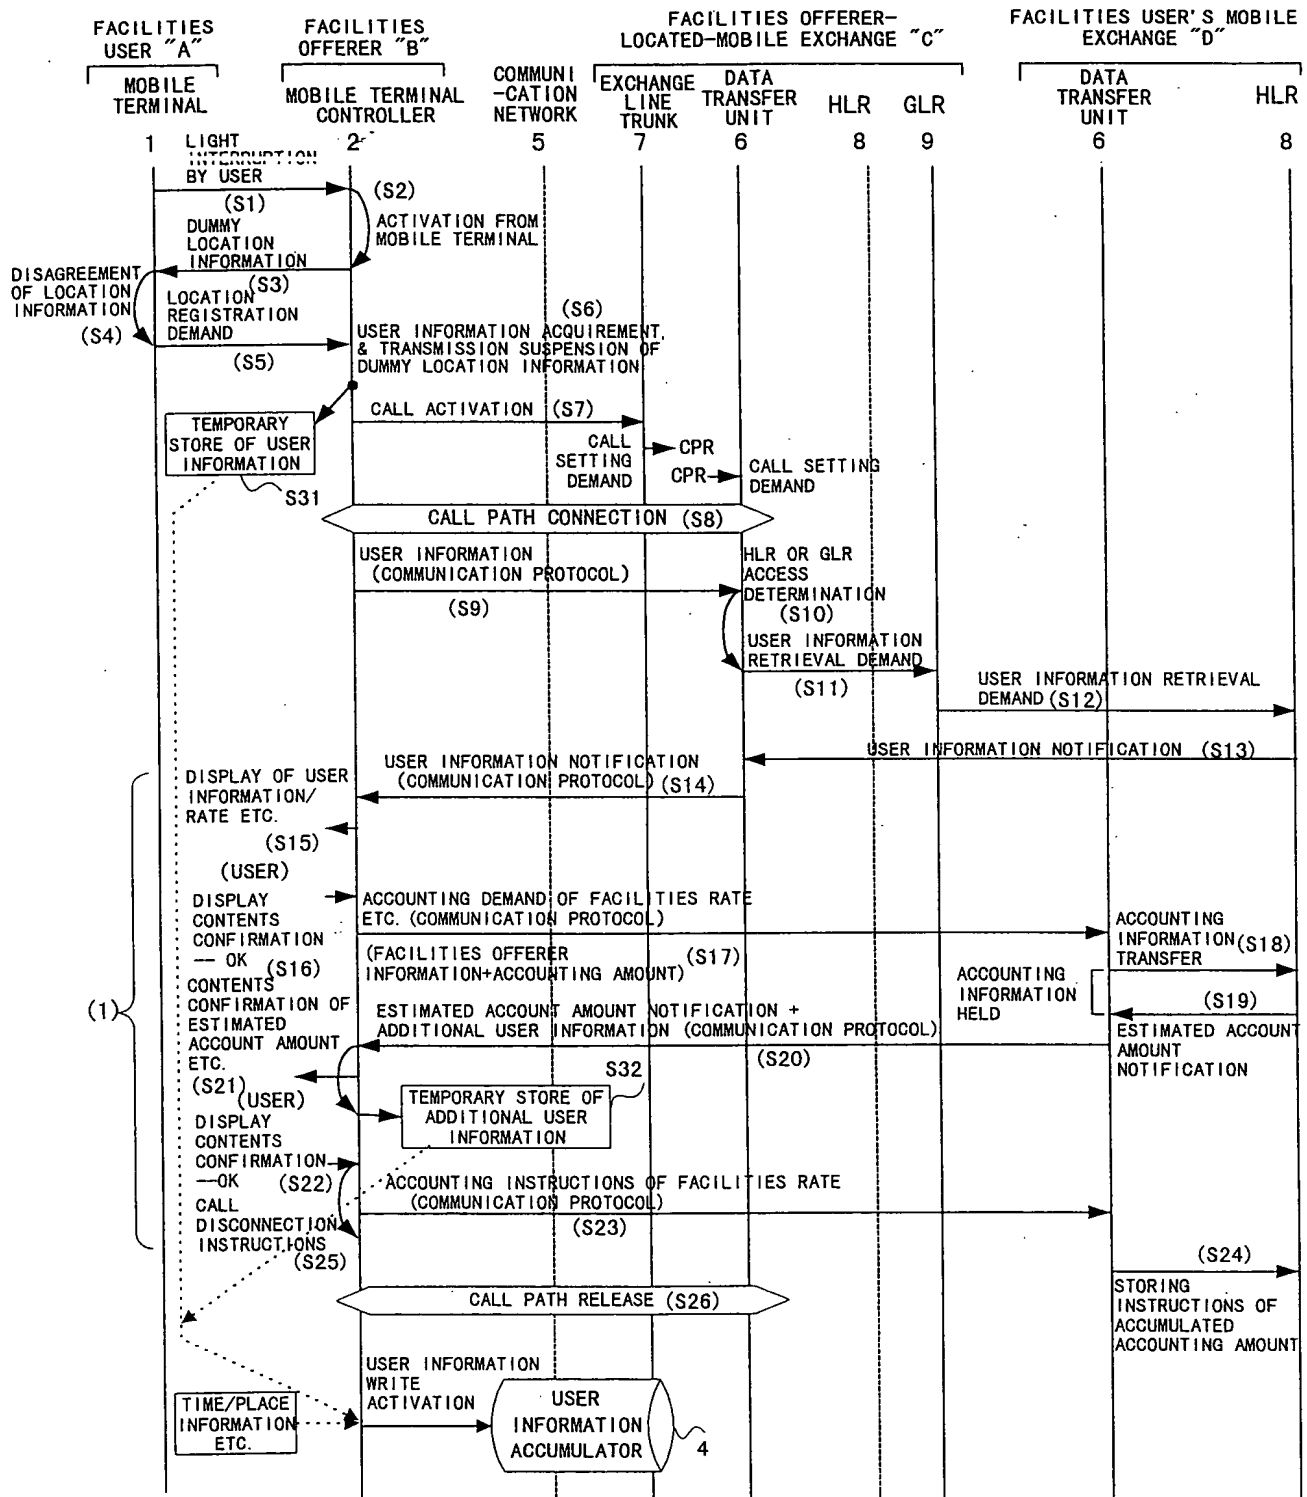 FACILITIES
USER "A"
FACILITIES
OFFERER "B"
FACILITIES OFFERER-
LOCATED-MOBILE EXCHANGE "C"
FACILITIES USER'S MOBILE
EXCHANGE "D"
MOBILE
TERMINAL
MOBILE TERMINAL
CONTROLLER
COMMUNI
-CATION
NETWORK
EXCHANGE
LINE
TRUNK
DATA
TRANSFER
UNIT
HLR
GLR
DATA
TRANSFER
UNIT
HLR
1
2
5
7
6
8
9
6
8
LIGHT
INTERRUPTION
BY USER
(S1)
(S2)
ACTIVATION FROM
MOBILE TERMINAL
DUMMY
LOCATION
INFORMATION
(S3)
DISAGREEMENT
OF LOCATION
INFORMATION
(S4)
LOCATION
REGISTRATION
DEMAND
(S5)
(S6)
USER INFORMATION ACQUIREMENT,
& TRANSMISSION SUSPENSION OF
DUMMY LOCATION INFORMATION
TEMPORARY
STORE OF USER
INFORMATION
S31
CALL ACTIVATION (S7)
CALL
SETTING
DEMAND
CPR
CPR
CALL SETTING
DEMAND
CALL PATH CONNECTION (S8)
USER INFORMATION
(COMMUNICATION PROTOCOL)
(S9)
HLR OR GLR
ACCESS
DETERMINATION
(S10)
USER INFORMATION
RETRIEVAL DEMAND
(S11)
USER INFORMATION RETRIEVAL
DEMAND (S12)
USER INFORMATION NOTIFICATION (S13)
USER INFORMATION NOTIFICATION
(COMMUNICATION PROTOCOL) (S14)
DISPLAY OF USER
INFORMATION/
RATE ETC.
(S15)
(USER)
DISPLAY
CONTENTS
CONFIRMATION
-- OK (S16)
ACCOUNTING DEMAND OF FACILITIES RATE
ETC. (COMMUNICATION PROTOCOL)
(FACILITIES OFFERER
INFORMATION+ACCOUNTING AMOUNT)
(S17)
ACCOUNTING
INFORMATION
TRANSFER
(S18)
ACCOUNTING
INFORMATION
HELD
(S19)
ESTIMATED ACCOUNT
AMOUNT
NOTIFICATION
(1)
CONTENTS
CONFIRMATION OF
ESTIMATED
ACCOUNT AMOUNT
ETC.
(S21)
(USER)
ESTIMATED ACCOUNT AMOUNT NOTIFICATION +
ADDITIONAL USER INFORMATION (COMMUNICATION PROTOCOL)
(S20)
S32
TEMPORARY STORE OF
ADDITIONAL USER
INFORMATION
DISPLAY
CONTENTS
CONFIRMATION
--OK (S22)
ACCOUNTING INSTRUCTIONS OF FACILITIES RATE
(COMMUNICATION PROTOCOL)
(S23)
CALL
DISCONNECTION
INSTRUCTIONS
(S25)
(S24)
STORING
INSTRUCTIONS OF
ACCUMULATED
ACCOUNTING AMOUNT
CALL PATH RELEASE (S26)
USER INFORMATION
WRITE
ACTIVATION
TIME/PLACE
INFORMATION
ETC.
USER
INFORMATION
ACCUMULATOR
4